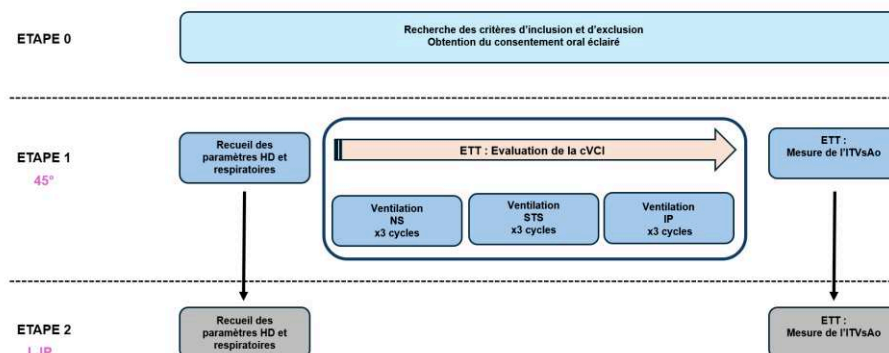 ETAPE 0
Recherche des critères d'inclusion et d'exclusion
Obtention du consentement oral éclairé
ETAPE 1
45°
Recueil des
paramètres HD et
respiratoires
ETT : Evaluation de la cVCI
Ventilation
NS
x3 cycles
Ventilation
STS
x3 cycles
Ventilation
IP
x3 cycles
ETT :
Mesure de l'ITVsAo
ETAPE 2
Recueil des
paramètres HD et
respiratoires
ETT :
Mesure de l'ITVsAo